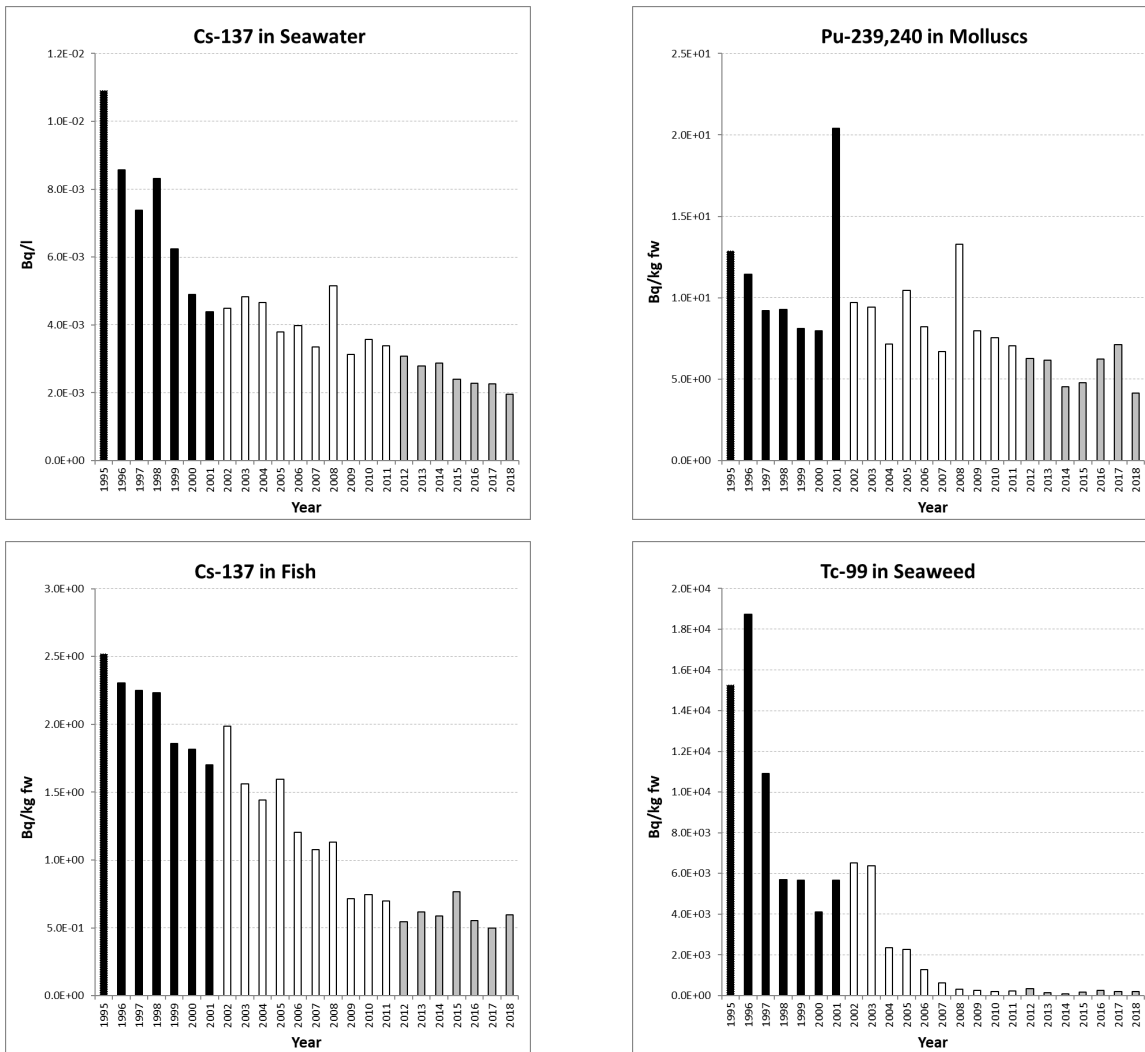 Cs-137 in Seawater
1.2E-02
1.0E-02
8.0E-03
6.0E-03
4.0E-03
2.0E-03
0.0E+00
Bq/l
1995 1996 1997 1998 1999 2000 2001 2002 2003 2004 2005 2006 2007 2008 2009 2010 2011 2012 2013 2014 2015 2016 2017 2018
Year
Pu-239,240 in Molluscs
2.5E+01
2.0E+01
1.5E+01
1.0E+01
5.0E+00
0.0E+00
Bq/kg fw
1995 1996 1997 1998 1999 2000 2001 2002 2003 2004 2005 2006 2007 2008 2009 2010 2011 2012 2013 2014 2015 2016 2017 2018
Year
Cs-137 in Fish
3.0E+00
2.5E+00
2.0E+00
1.5E+00
1.0E+00
5.0E-01
0.0E+00
Bq/kg fw
1995 1996 1997 1998 1999 2000 2001 2002 2003 2004 2005 2006 2007 2008 2009 2010 2011 2012 2013 2014 2015 2016 2017 2018
Year
Tc-99 in Seaweed
2.0E+04
1.8E+04
1.6E+04
1.4E+04
1.2E+04
1.0E+04
8.0E+03
6.0E+03
4.0E+03
2.0E+03
0.0E+00
Bq/kg fw
1995 1996 1997 1998 1999 2000 2001 2002 2003 2004 2005 2006 2007 2008 2009 2010 2011 2012 2013 2014 2015 2016 2017 2018
Year